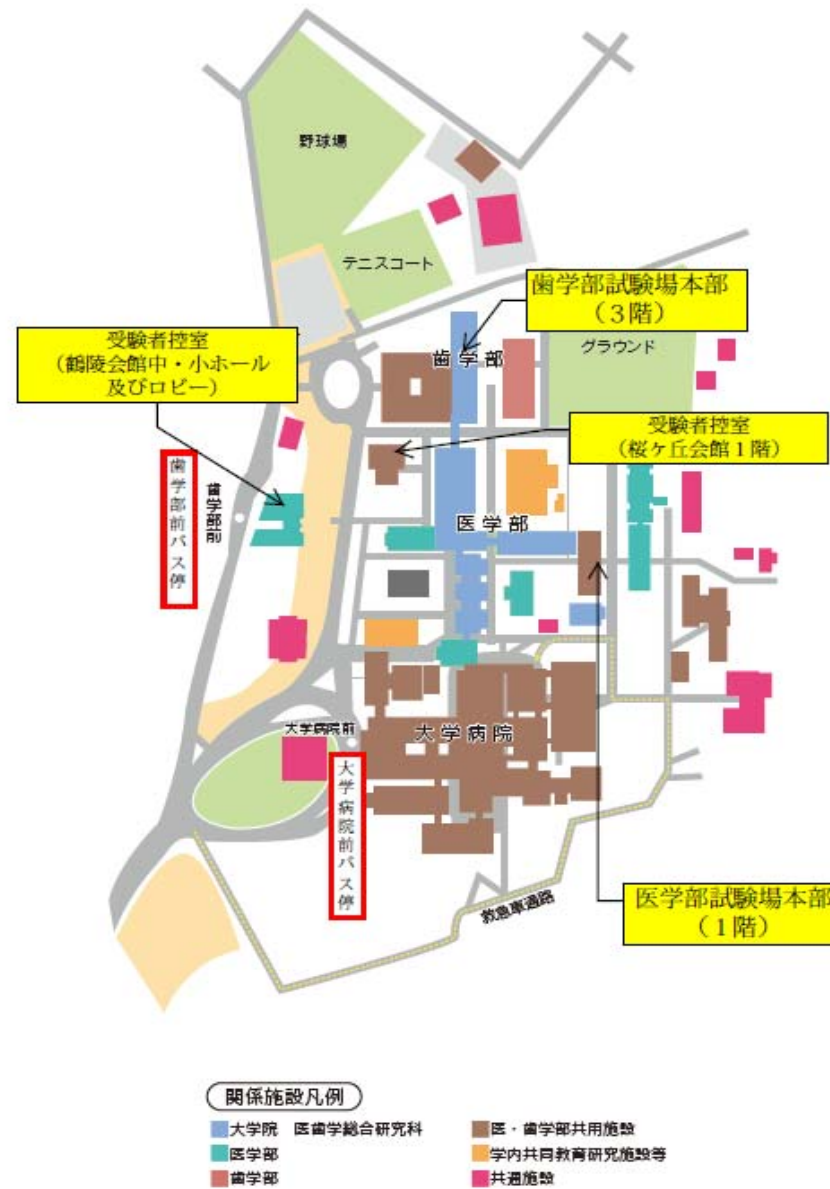 野球場
テニスコート
歯学部試験場本部
（３階）
グラウンド
受験者控室
（鶴陵会館中・小ホール
及びロビー）
歯学部
受験者控室
（桜ヶ丘会館１階）
歯学部前バス停
歯学部前
医学部
大学病院前
大学病院
大学病院前バス停
医学部試験場本部
（１階）
救急車通路
関係施設凡例
大学院　医歯学総合研究科
医・歯学部共用施設
医学部
学内共同教育研究施設等
歯学部
共通施設